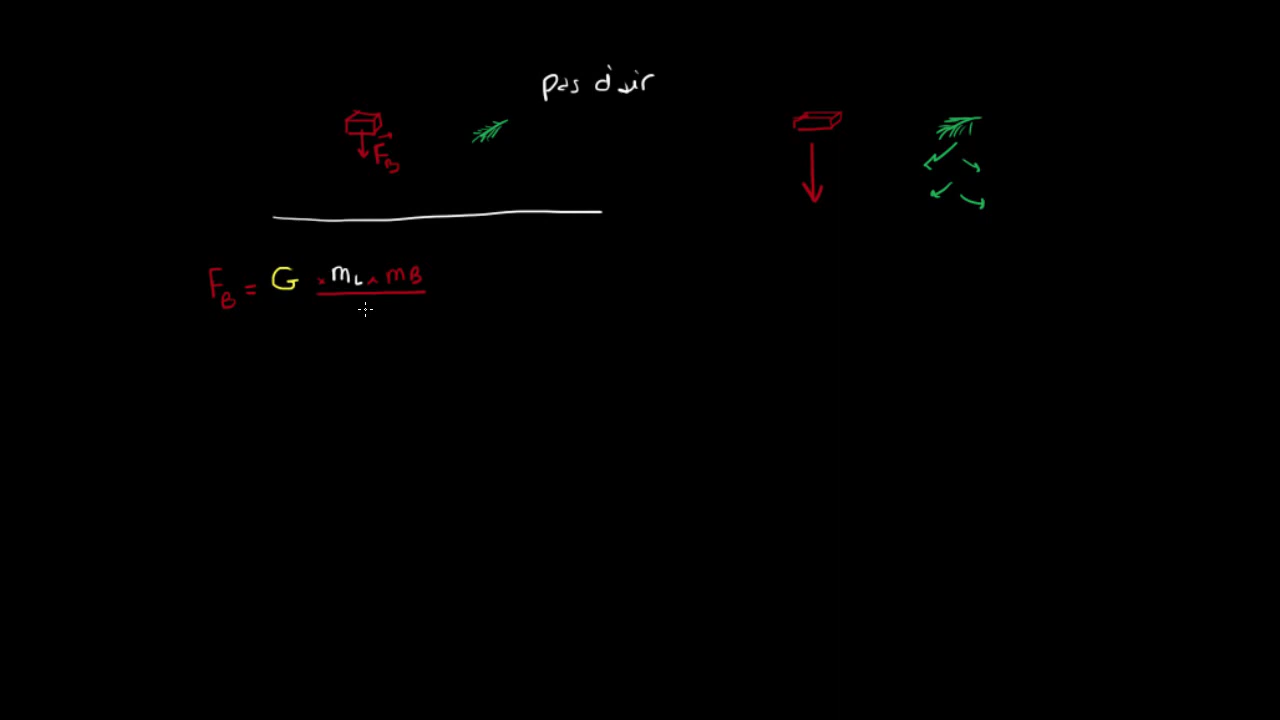 pas d'air
F_B
F_B = G × m_L × m_B